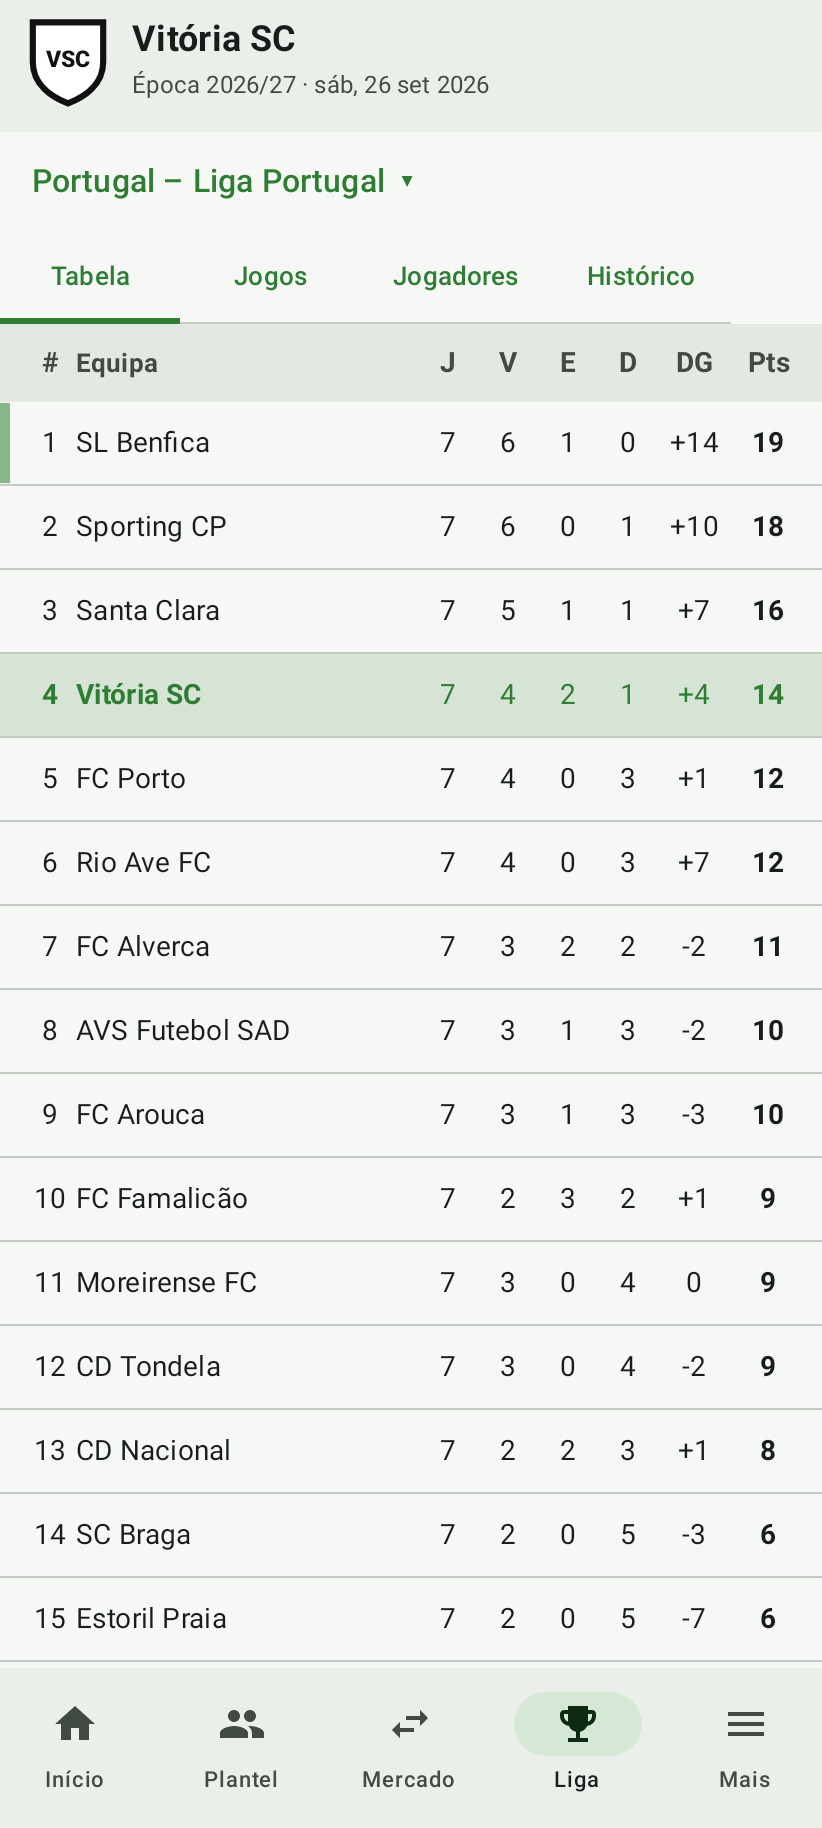 VSC
Vitória SC
Época 2026/27 · sáb, 26 set 2026
Portugal – Liga Portugal ▼
Tabela Jogos Jogadores Histórico
# Equipa J V E D DG Pts
1 SL Benfica 7 6 1 0 +14 19
2 Sporting CP 7 6 0 1 +10 18
3 Santa Clara 7 5 1 1 +7 16
4 Vitória SC 7 4 2 1 +4 14
5 FC Porto 7 4 0 3 +1 12
6 Rio Ave FC 7 4 0 3 +7 12
7 FC Alverca 7 3 2 2 -2 11
8 AVS Futebol SAD 7 3 1 3 -2 10
9 FC Arouca 7 3 1 3 -3 10
10 FC Famalicão 7 2 3 2 +1 9
11 Moreirense FC 7 3 0 4 0 9
12 CD Tondela 7 3 0 4 -2 9
13 CD Nacional 7 2 2 3 +1 8
14 SC Braga 7 2 0 5 -3 6
15 Estoril Praia 7 2 0 5 -7 6
Início Plantel Mercado Liga Mais